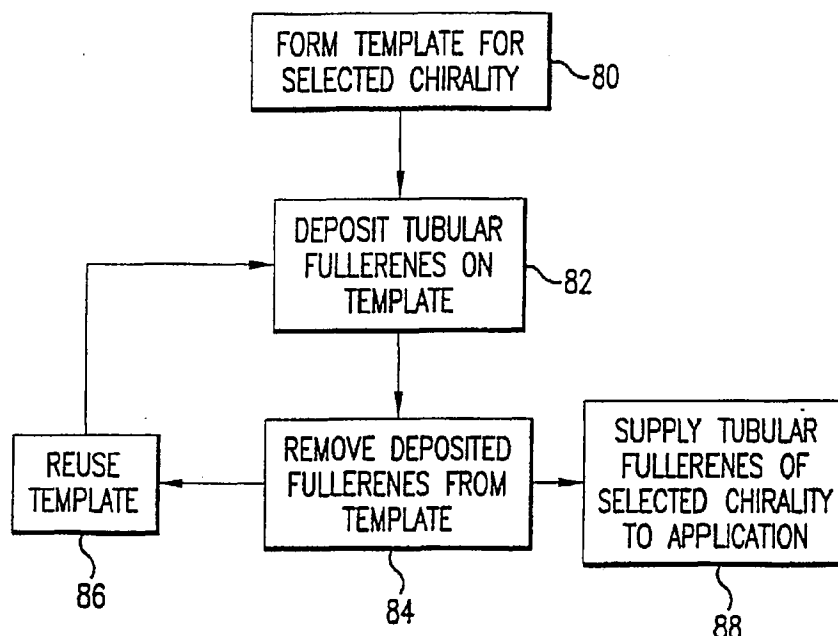 FORM TEMPLATE FOR
SELECTED CHIRALITY
80
DEPOSIT TUBULAR
FULLERENES ON
TEMPLATE
82
REUSE
TEMPLATE
86
REMOVE DEPOSITED
FULLERENES FROM
TEMPLATE
84
SUPPLY TUBULAR
FULLERENES OF
SELECTED CHIRALITY
TO APPLICATION
88